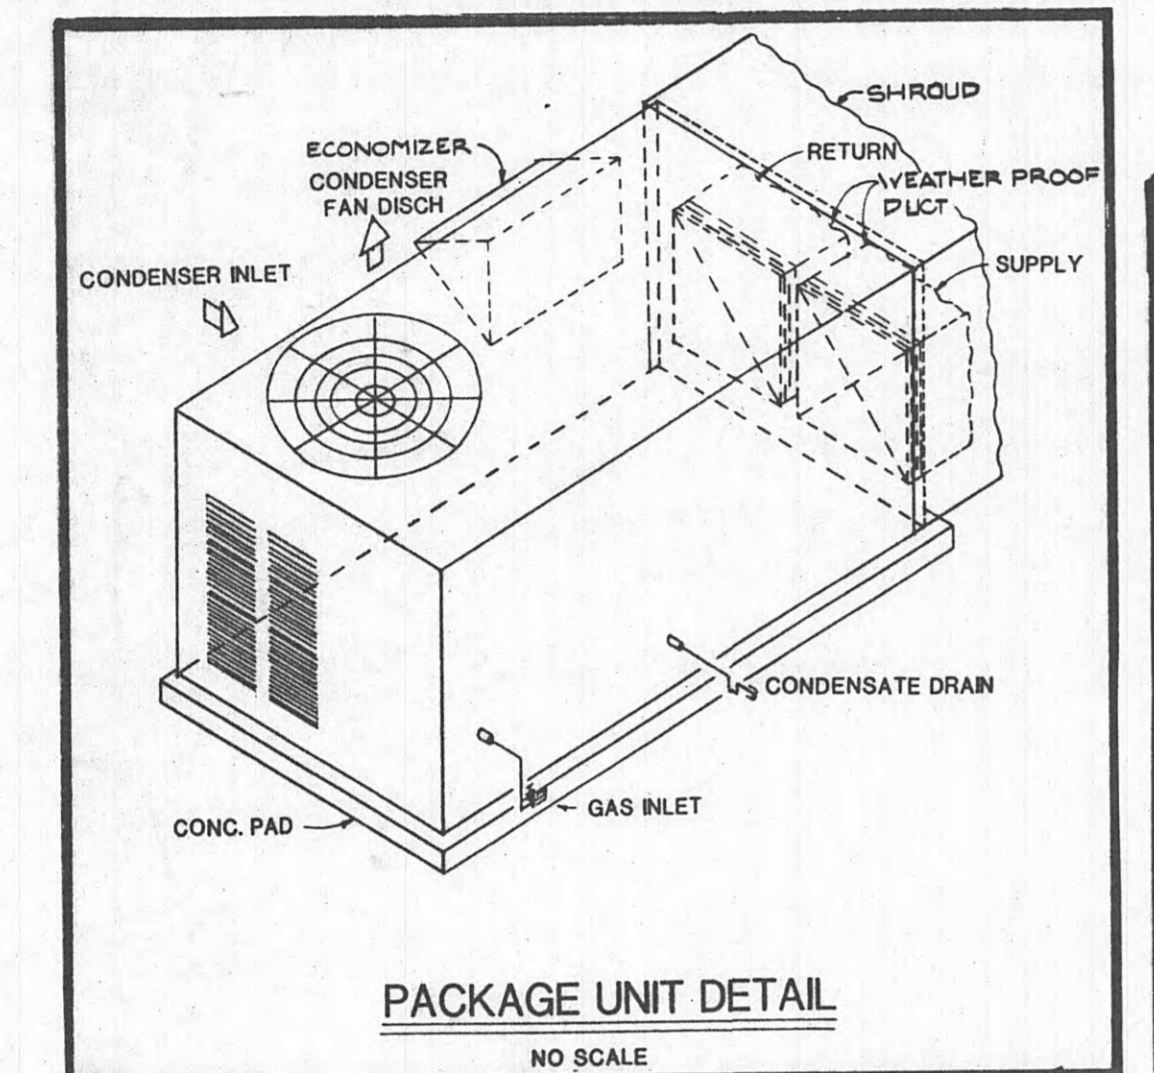 SHROUD
ECONOMIZER
RETURN
CONDENSER
FAN DISCH
WEATHER PROOF
DUCT
CONDENSER INLET
SUPPLY
CONDENSATE DRAIN
GAS INLET
CONC. PAD
PACKAGE UNIT DETAIL
NO SCALE